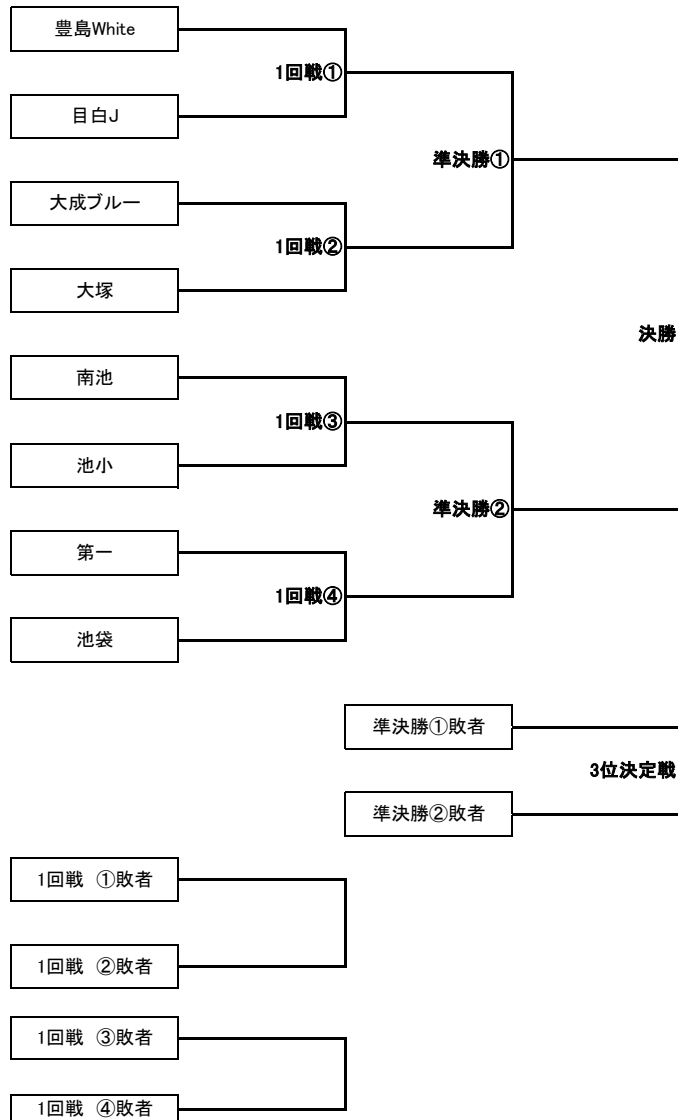 豊島White
1回戦①
目白J
準決勝①
大成ブルー
1回戦②
大塚
決勝
南池
1回戦③
池小
準決勝②
第一
1回戦④
池袋
準決勝①敗者
3位決定戦
準決勝②敗者
1回戦 ①敗者
1回戦 ②敗者
1回戦 ③敗者
1回戦 ④敗者